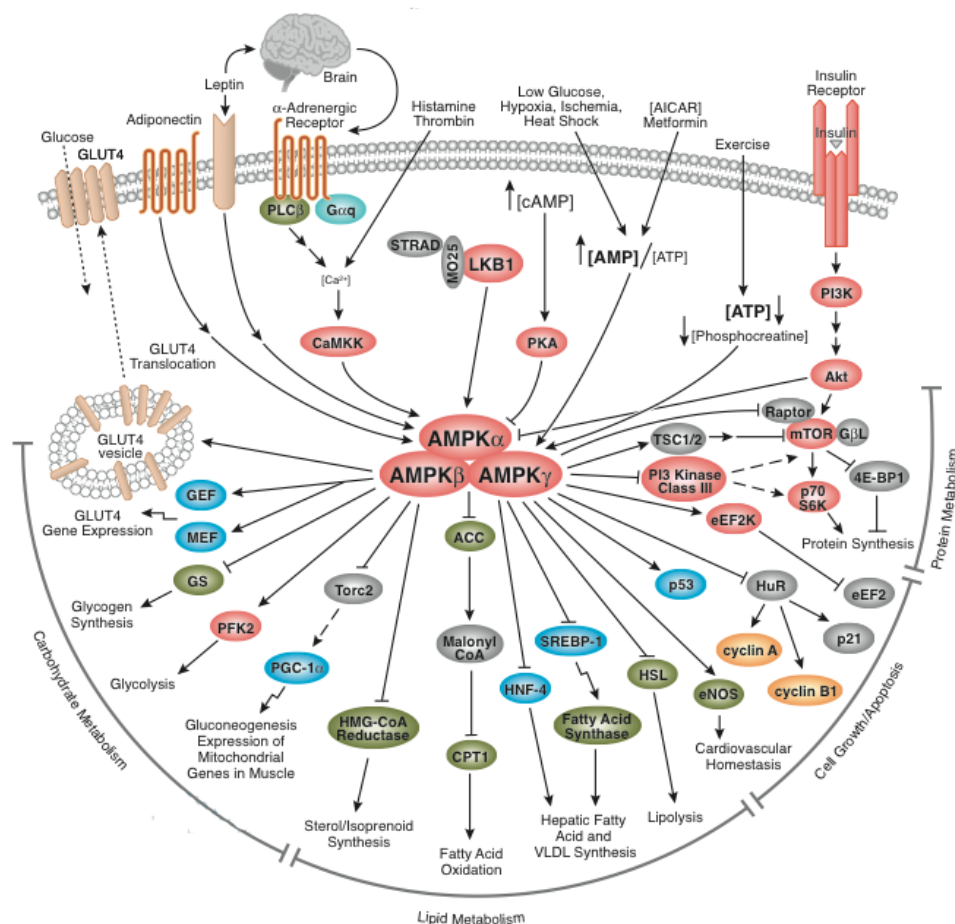 Leptin
Brain
α-Adrenergic
Receptor
Histamine
Thrombin
Low Glucose,
Hypoxia, Ischemia,
Heat Shock
[AICAR]
Metformin
Insulin
Receptor
Insulin
Glucose
GLUT4
Adiponectin
Exercise
PLCβ
Gαq
[cAMP]
STRAD
MO25
LKB1
[AMP]/[ATP]
[Ca2+]
PI3K
[ATP]
[Phosphocreatine]
CaMKK
PKA
GLUT4
Translocation
Akt
Raptor
mTOR
GβL
TSC1/2
AMPKα
AMPKβ
AMPKγ
GLUT4
vesicle
PI3 Kinase
Class III
p70
S6K
4E-BP1
GEF
eEF2K
GLUT4
Gene Expression
MEF
ACC
Protein Synthesis
Protein Metabolism
GS
Torc2
p53
HuR
eEF2
Glycogen
Synthesis
PFK2
Malonyl
CoA
SREBP-1
p21
cyclin A
PGC-1α
HNF-4
HSL
eNOS
cyclin B1
Glycolysis
HMG-CoA
Reductase
Fatty Acid
Synthase
Gluconeogenesis
Expression of
Mitochondrial
Genes in Muscle
CPT1
Cardiovascular
Homestasis
Carbohydrate Metabolism
Cell Growth/Apoptosis
Sterol/Isoprenoid
Synthesis
Hepatic Fatty
Acid and
VLDL Synthesis
Lipolysis
Fatty Acid
Oxidation
Lipid Metabolism